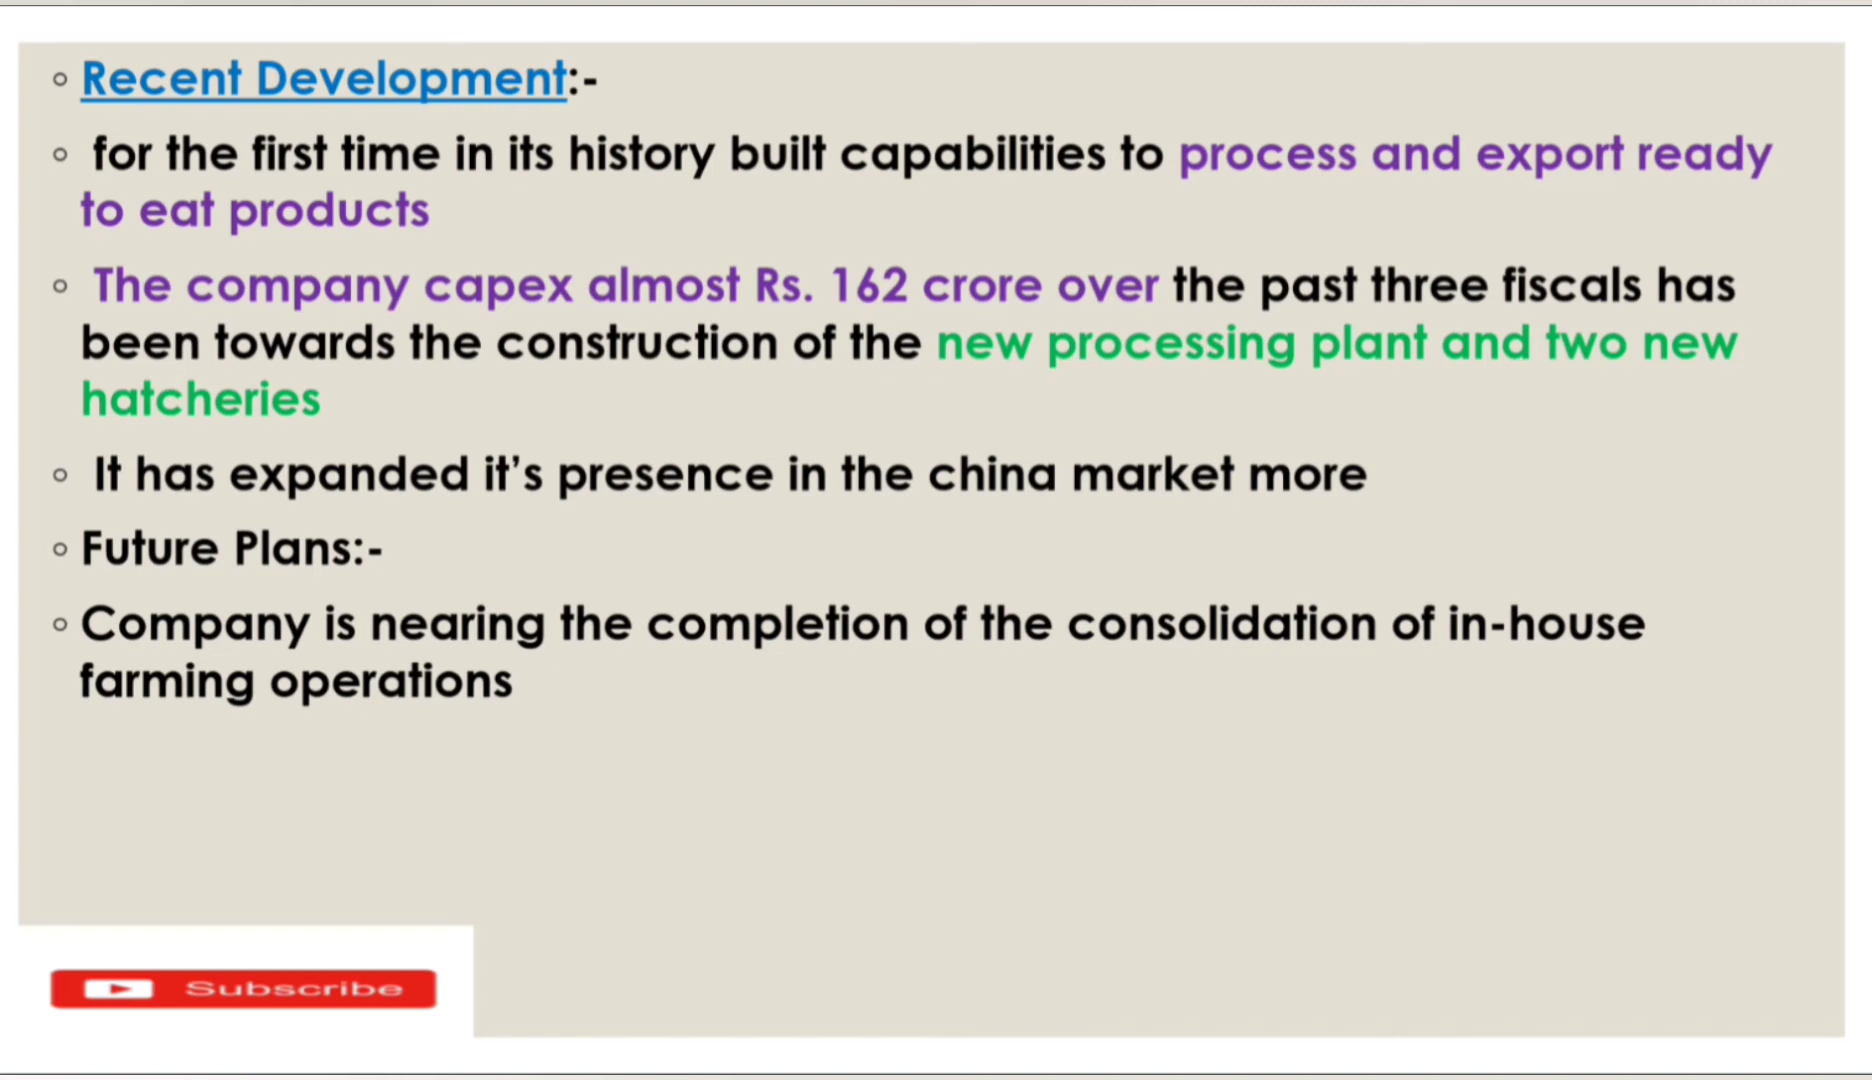 Recent Development:-
for the first time in its history built capabilities to process and export ready
to eat products
The company capex almost Rs. 162 crore over the past three fiscals has
been towards the construction of the new processing plant and two new
hatcheries
It has expanded it's presence in the china market more
Future Plans:-
Company is nearing the completion of the consolidation of in-house
farming operations
Subscribe